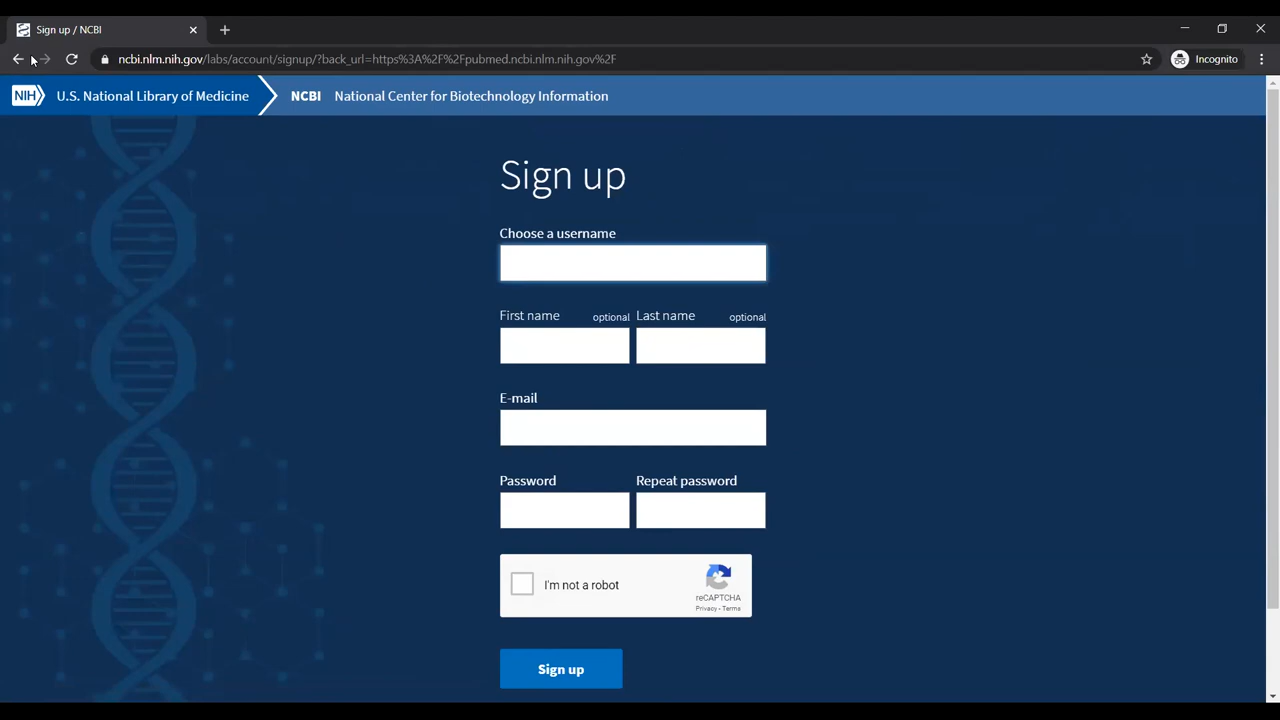 Sign up / NCBI
ncbi.nlm.nih.gov/labs/account/signup/?back_url=https%3A%2F%2Fpubmed.ncbi.nlm.nih.gov%2F
Incognito
NIH U.S. National Library of Medicine NCBI National Center for Biotechnology Information
Sign up
Choose a username
First name optional Last name optional
E-mail
Password Repeat password
I'm not a robot
reCAPTCHA
Privacy - Terms
Sign up